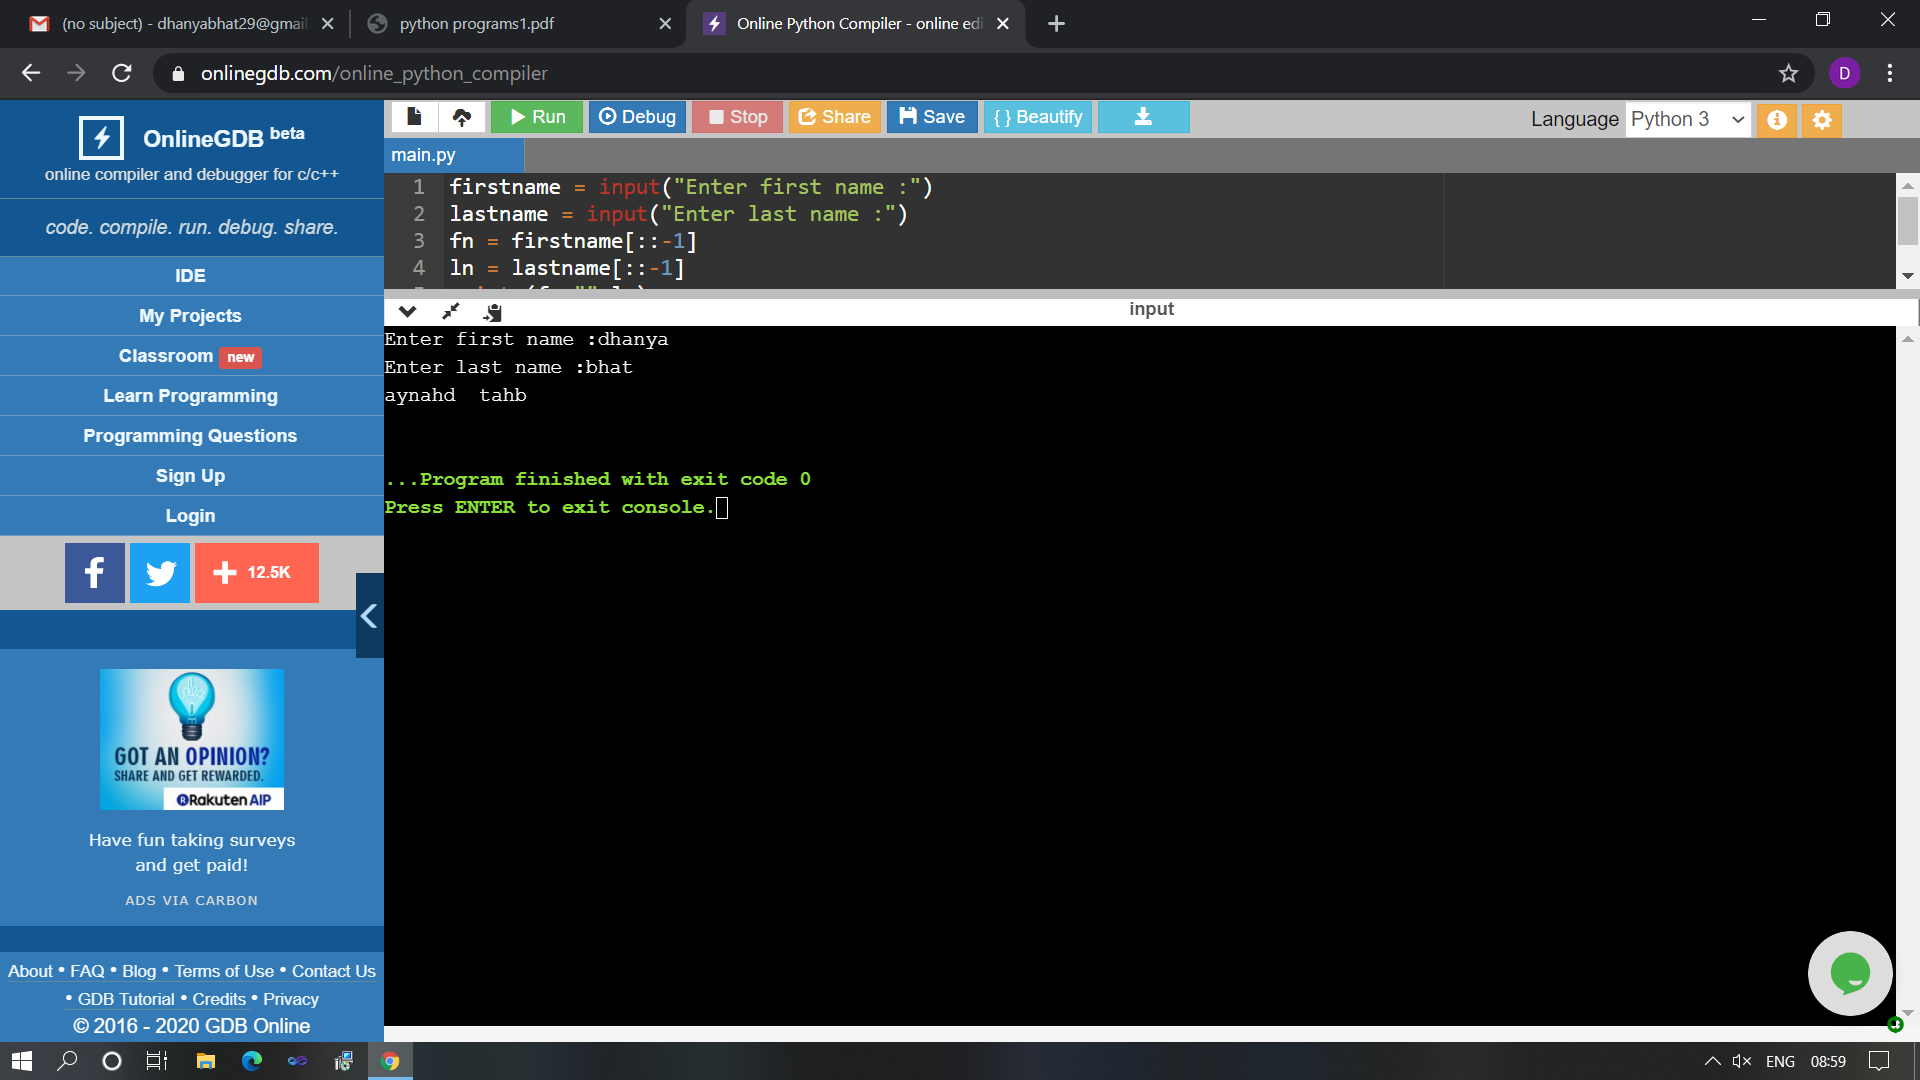 (no subject) - dhanyabhat29@gmail
python programs1.pdf
Online Python Compiler - online edi
onlinegdb.com/online_python_compiler
D
OnlineGDB beta
online compiler and debugger for c/c++
code. compile. run. debug. share.
IDE
My Projects
Classroom new
Learn Programming
Programming Questions
Sign Up
Login
12.5K
GOT AN OPINION?
SHARE AND GET REWARDED.
Rakuten AIP
Have fun taking surveys
and get paid!
ADS VIA CARBON
About • FAQ • Blog • Terms of Use • Contact Us
• GDB Tutorial • Credits • Privacy
© 2016 - 2020 GDB Online
Run Debug Stop Share Save { } Beautify
Language Python 3
main.py
1 firstname = input("Enter first name :")
2 lastname = input("Enter last name :")
3 fn = firstname[::-1]
4 ln = lastname[::-1]
input
Enter first name :dhanya
Enter last name :bhat
aynahd  tahb
...Program finished with exit code 0
Press ENTER to exit console.
ENG 08:59